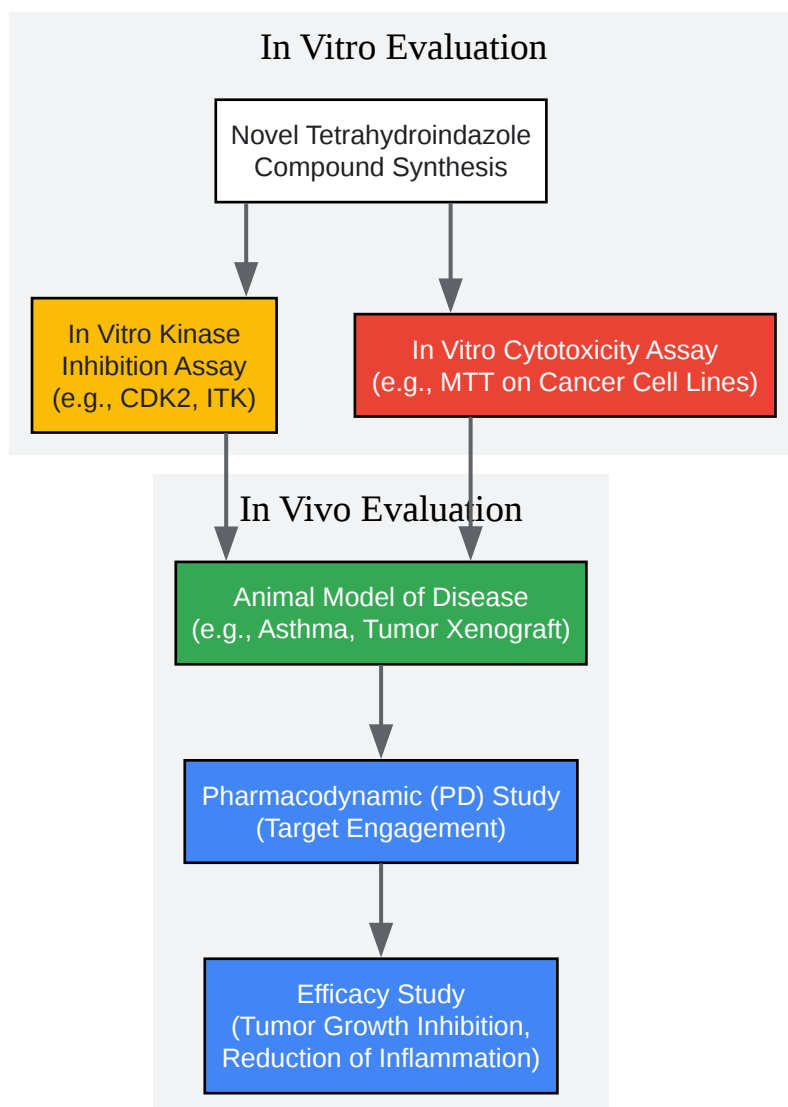 In Vitro Evaluation
Novel Tetrahydroindazole
Compound Synthesis
In Vitro Kinase
Inhibition Assay
(e.g., CDK2, ITK)
In Vitro Cytotoxicity Assay
(e.g., MTT on Cancer Cell Lines)
In Vivo Evaluation
Animal Model of Disease
(e.g., Asthma, Tumor Xenograft)
Pharmacodynamic (PD) Study
(Target Engagement)
Efficacy Study
(Tumor Growth Inhibition,
Reduction of Inflammation)